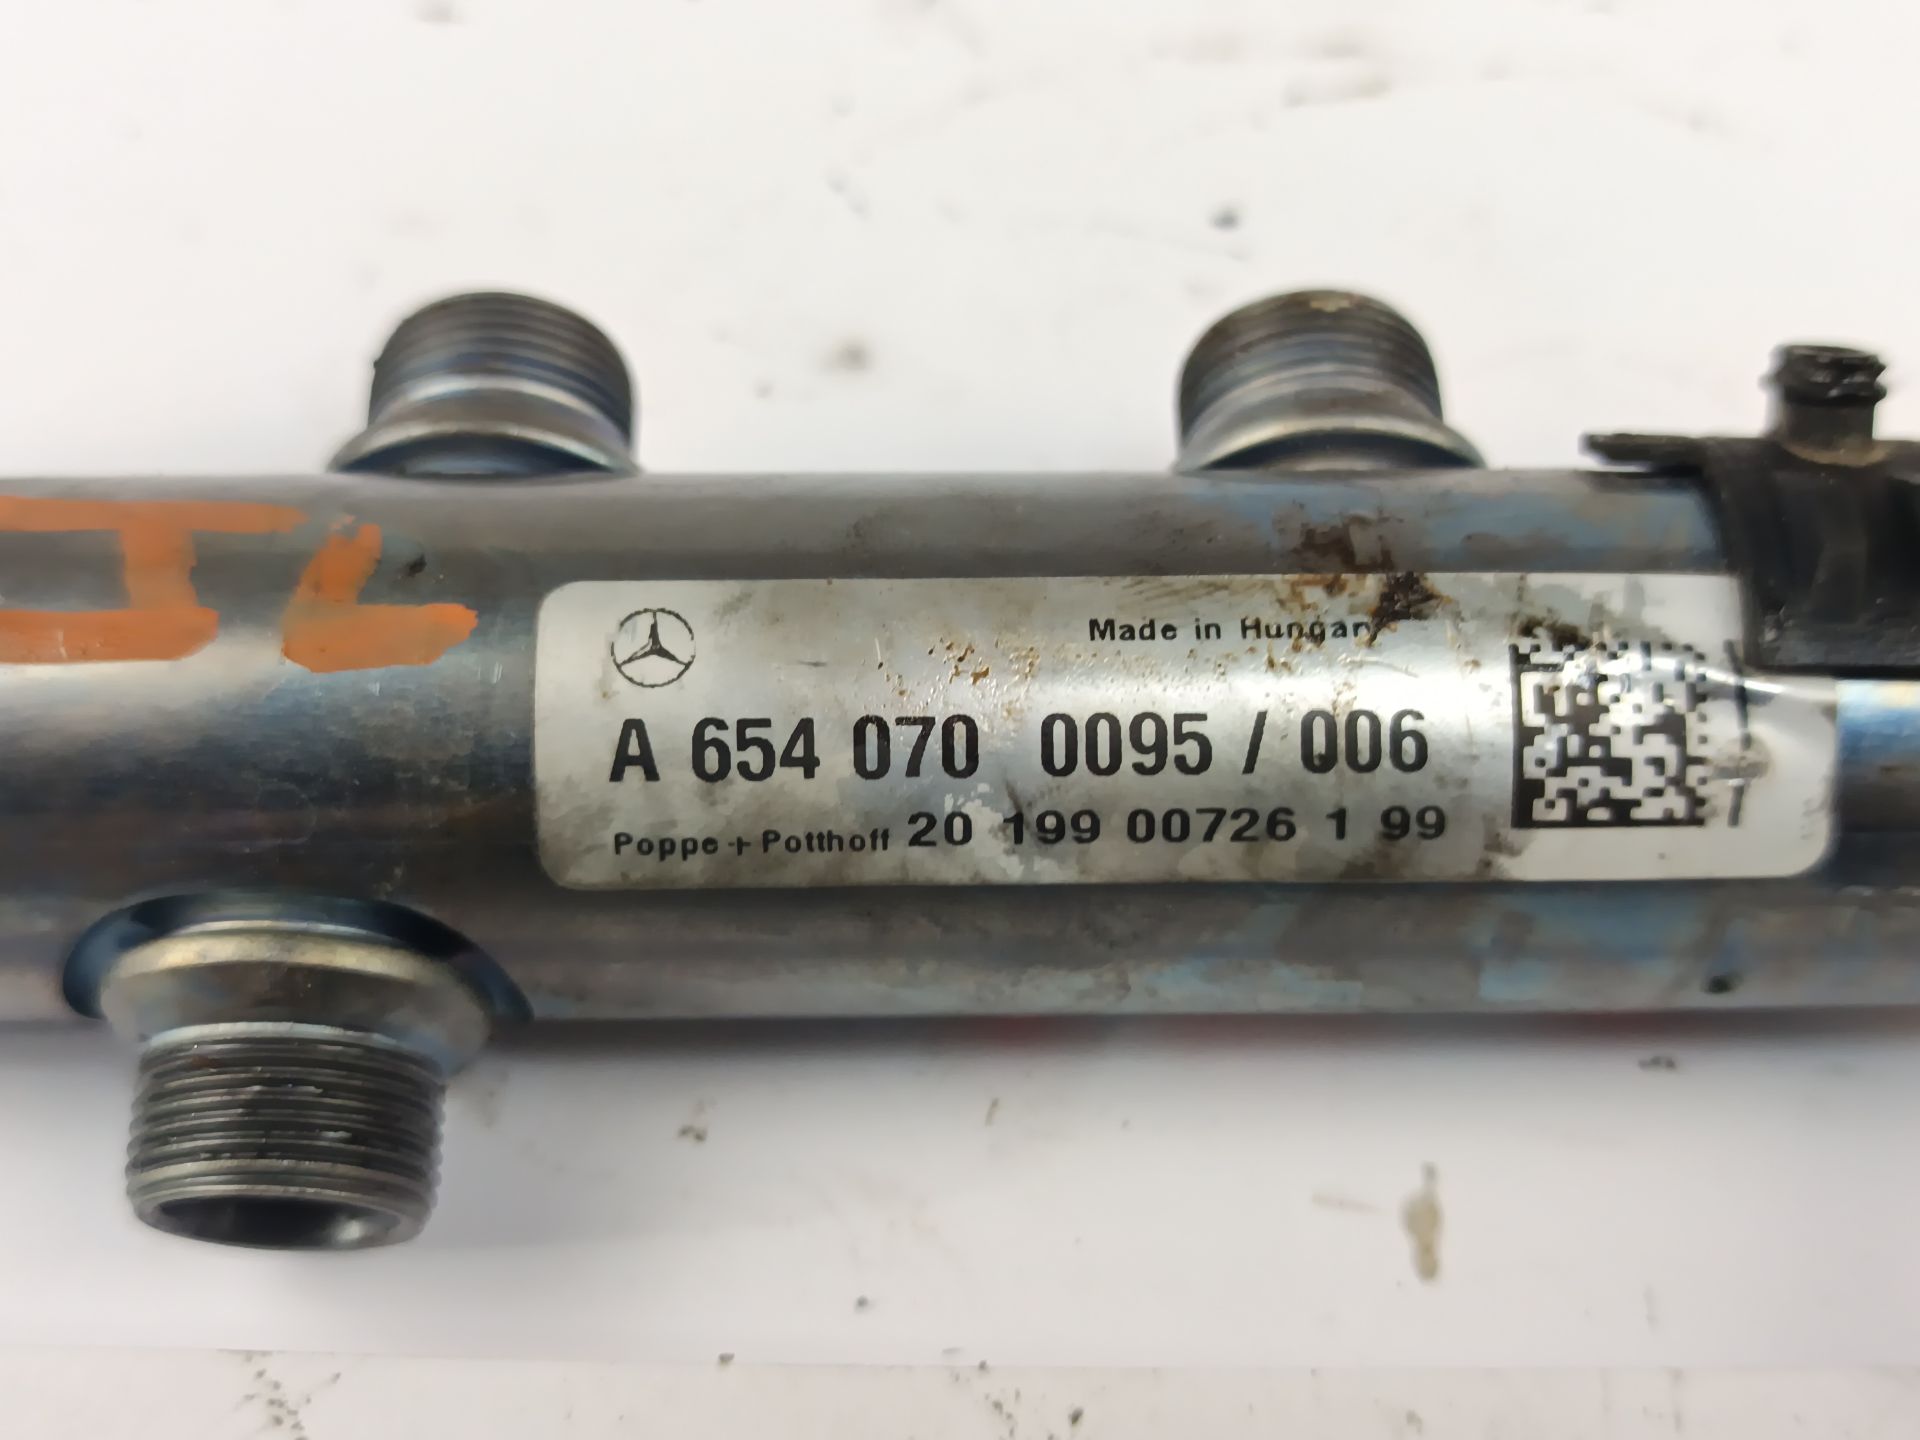 Made in Hungary
A 654 070 0095 / 006
Poppe + Potthoff 20 199 00726 1 99